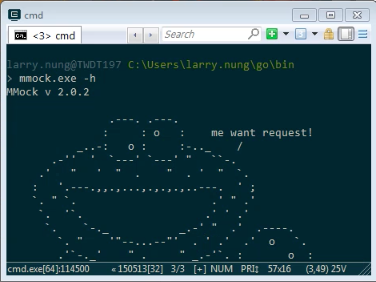 cmd
<3> cmd
Search
larry.nung@TWDT197 C:\Users\larry.nung\go\bin
> mmock.exe -h
MMock v 2.0.2
me want request!
cmd.exe[64]:114500 «150513[32] 3/3 [+] NUM PRI↕ 57x16 (3,49) 25V